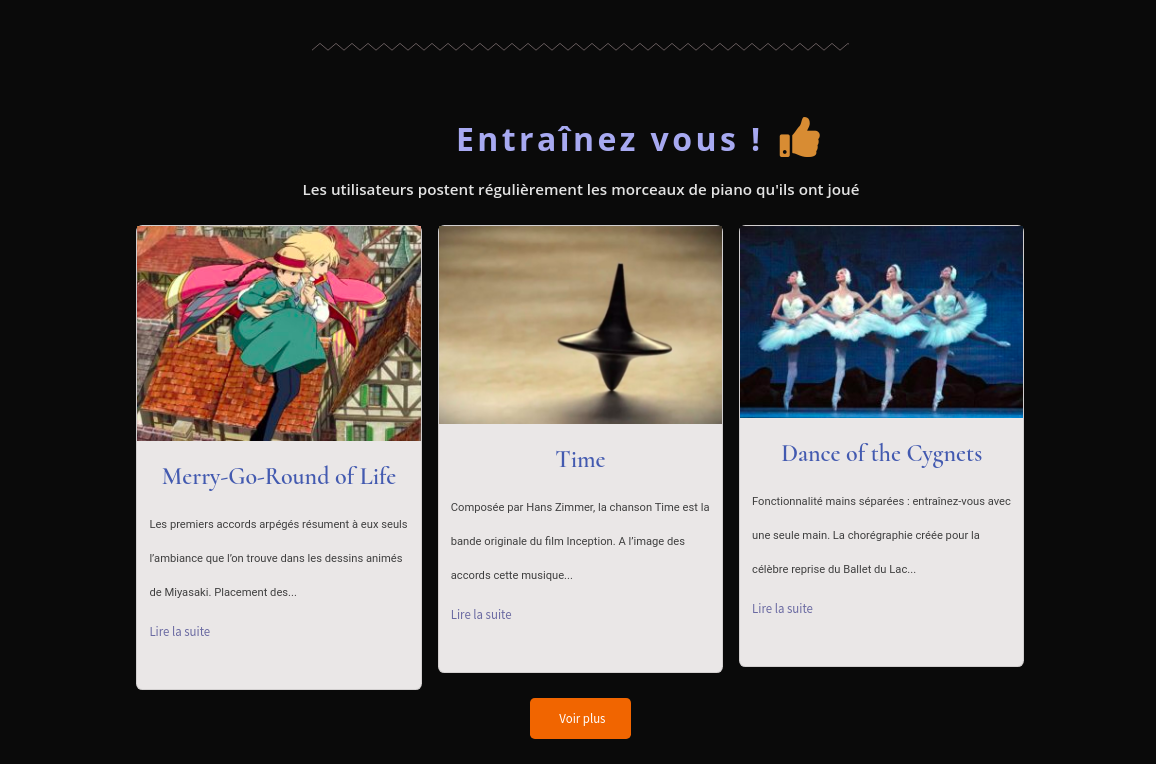 Entraînez vous !
Les utilisateurs postent régulièrement les morceaux de piano qu'ils ont joué
Merry-Go-Round of Life
Les premiers accords arpégés résument à eux seuls
l’ambiance que l’on trouve dans les dessins animés
de Miyasaki. Placement des...
Lire la suite
Time
Composée par Hans Zimmer, la chanson Time est la
bande originale du film Inception. A l’image des
accords cette musique...
Lire la suite
Dance of the Cygnets
Fonctionnalité mains séparées : entraînez-vous avec
une seule main. La chorégraphie créée pour la
célèbre reprise du Ballet du Lac...
Lire la suite
Voir plus